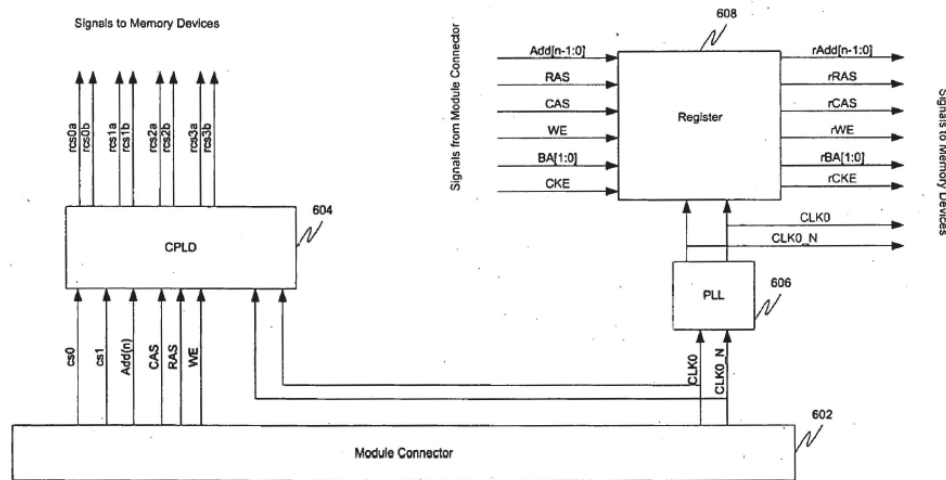 Signals to Memory Devices
rcs0a
rcs0b
rcs1a
rcs1b
rcs2a
rcs2b
rcs3a
rcs3b
604
CPLD
cs0
cs1
Add(n)
CAS
RAS
WE
608
Signals from Module Connector
Add[n-1:0]
RAS
CAS
WE
BA[1:0]
CKE
Register
rAdd[n-1:0]
rRAS
rCAS
rWE
rBA[1:0]
rCKE
Signals to Memory Devices
CLK0
CLK0_N
PLL
606
CLK0
CLK0_N
602
Module Connector